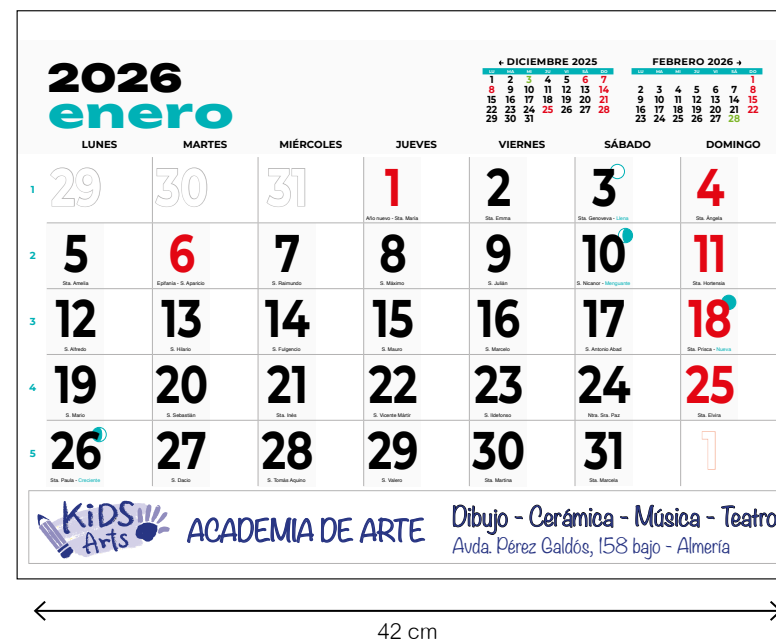 2026
enero
← DICIEMBRE 2025
LU MA MI JU VI SÁ DO
1 2 3 4 5 6 7
8 9 10 11 12 13 14
15 16 17 18 19 20 21
22 23 24 25 26 27 28
29 30 31
FEBRERO 2026 →
LU MA MI JU VI SÁ DO
1
2 3 4 5 6 7 8
9 10 11 12 13 14 15
16 17 18 19 20 21 22
23 24 25 26 27 28
LUNES MARTES MIÉRCOLES JUEVES VIERNES SÁBADO DOMINGO
1 29 30 31 1 2 3 4
Año nuevo - Sta. María Sta. Emma Sta. Genoveva - Llena Sta. Ángela
2 5 6 7 8 9 10 11
Sta. Amelia Epifanía - S. Aparicio S. Raimundo S. Máximo S. Julián S. Nicanor - Menguante Sta. Hortensia
3 12 13 14 15 16 17 18
S. Alfredo S. Hilario S. Fulgencio S. Mauro S. Marcelo S. Antonio Abad Sta. Prisca - Nueva
4 19 20 21 22 23 24 25
S. Mario S. Sebastián Sta. Inés S. Vicente Mártir S. Ildefonso Ntra. Sra. Paz Sta. Elvira
5 26 27 28 29 30 31 1
Sta. Paula - Creciente S. Dacio S. Tomás Aquino S. Valero Sta. Martina Sta. Marcela
KiDS
Arts
ACADEMIA DE ARTE
Dibujo - Cerámica - Música - Teatro
Avda. Pérez Galdós, 158 bajo - Almería
42 cm